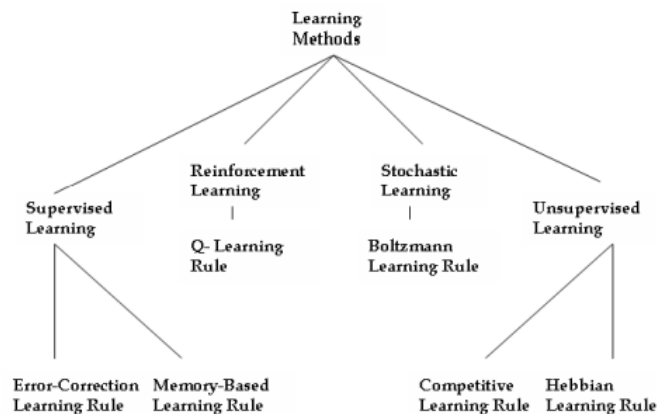 Learning
Methods
Reinforcement
Learning
Stochastic
Learning
Supervised
Learning
Unsupervised
Learning
Q- Learning
Rule
Boltzmann
Learning Rule
Error-Correction
Learning Rule
Memory-Based
Learning Rule
Competitive
Learning Rule
Hebbian
Learning Rule